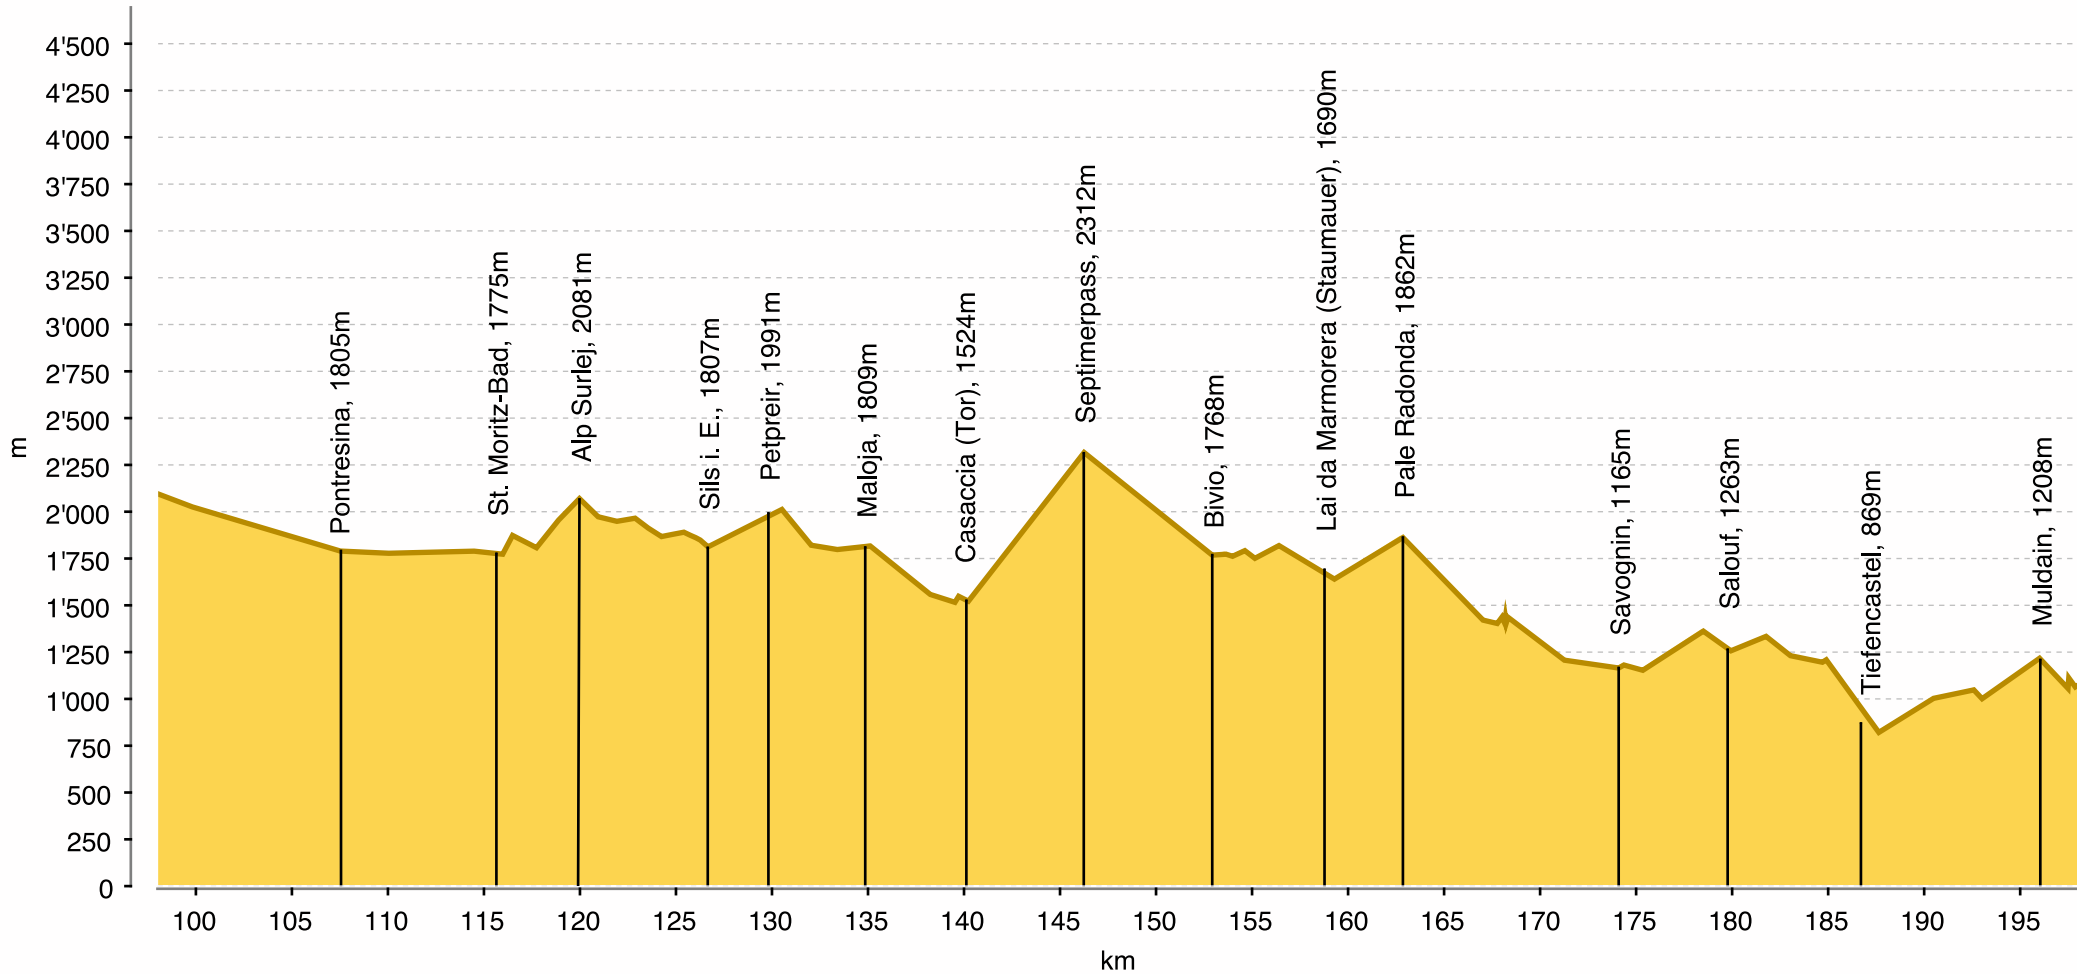 4'500
4'250
4'000
3'750
3'500
3'250
3'000
2'750
2'500
2'250
2'000
1'750
1'500
1'250
1'000
750
500
250
0
m
Pontresina, 1805m
St. Moritz-Bad, 1775m
Alp Surlej, 2081m
Sils i. E., 1807m
Petpreir, 1991m
Maloja, 1809m
Casaccia (Tor), 1524m
Septimerpass, 2312m
Bivio, 1768m
Lai da Marmorera (Staumauer), 1690m
Pale Radonda, 1862m
Savognin, 1165m
Salouf, 1263m
Tiefencastel, 869m
Muldain, 1208m
100 105 110 115 120 125 130 135 140 145 150 155 160 165 170 175 180 185 190 195
km